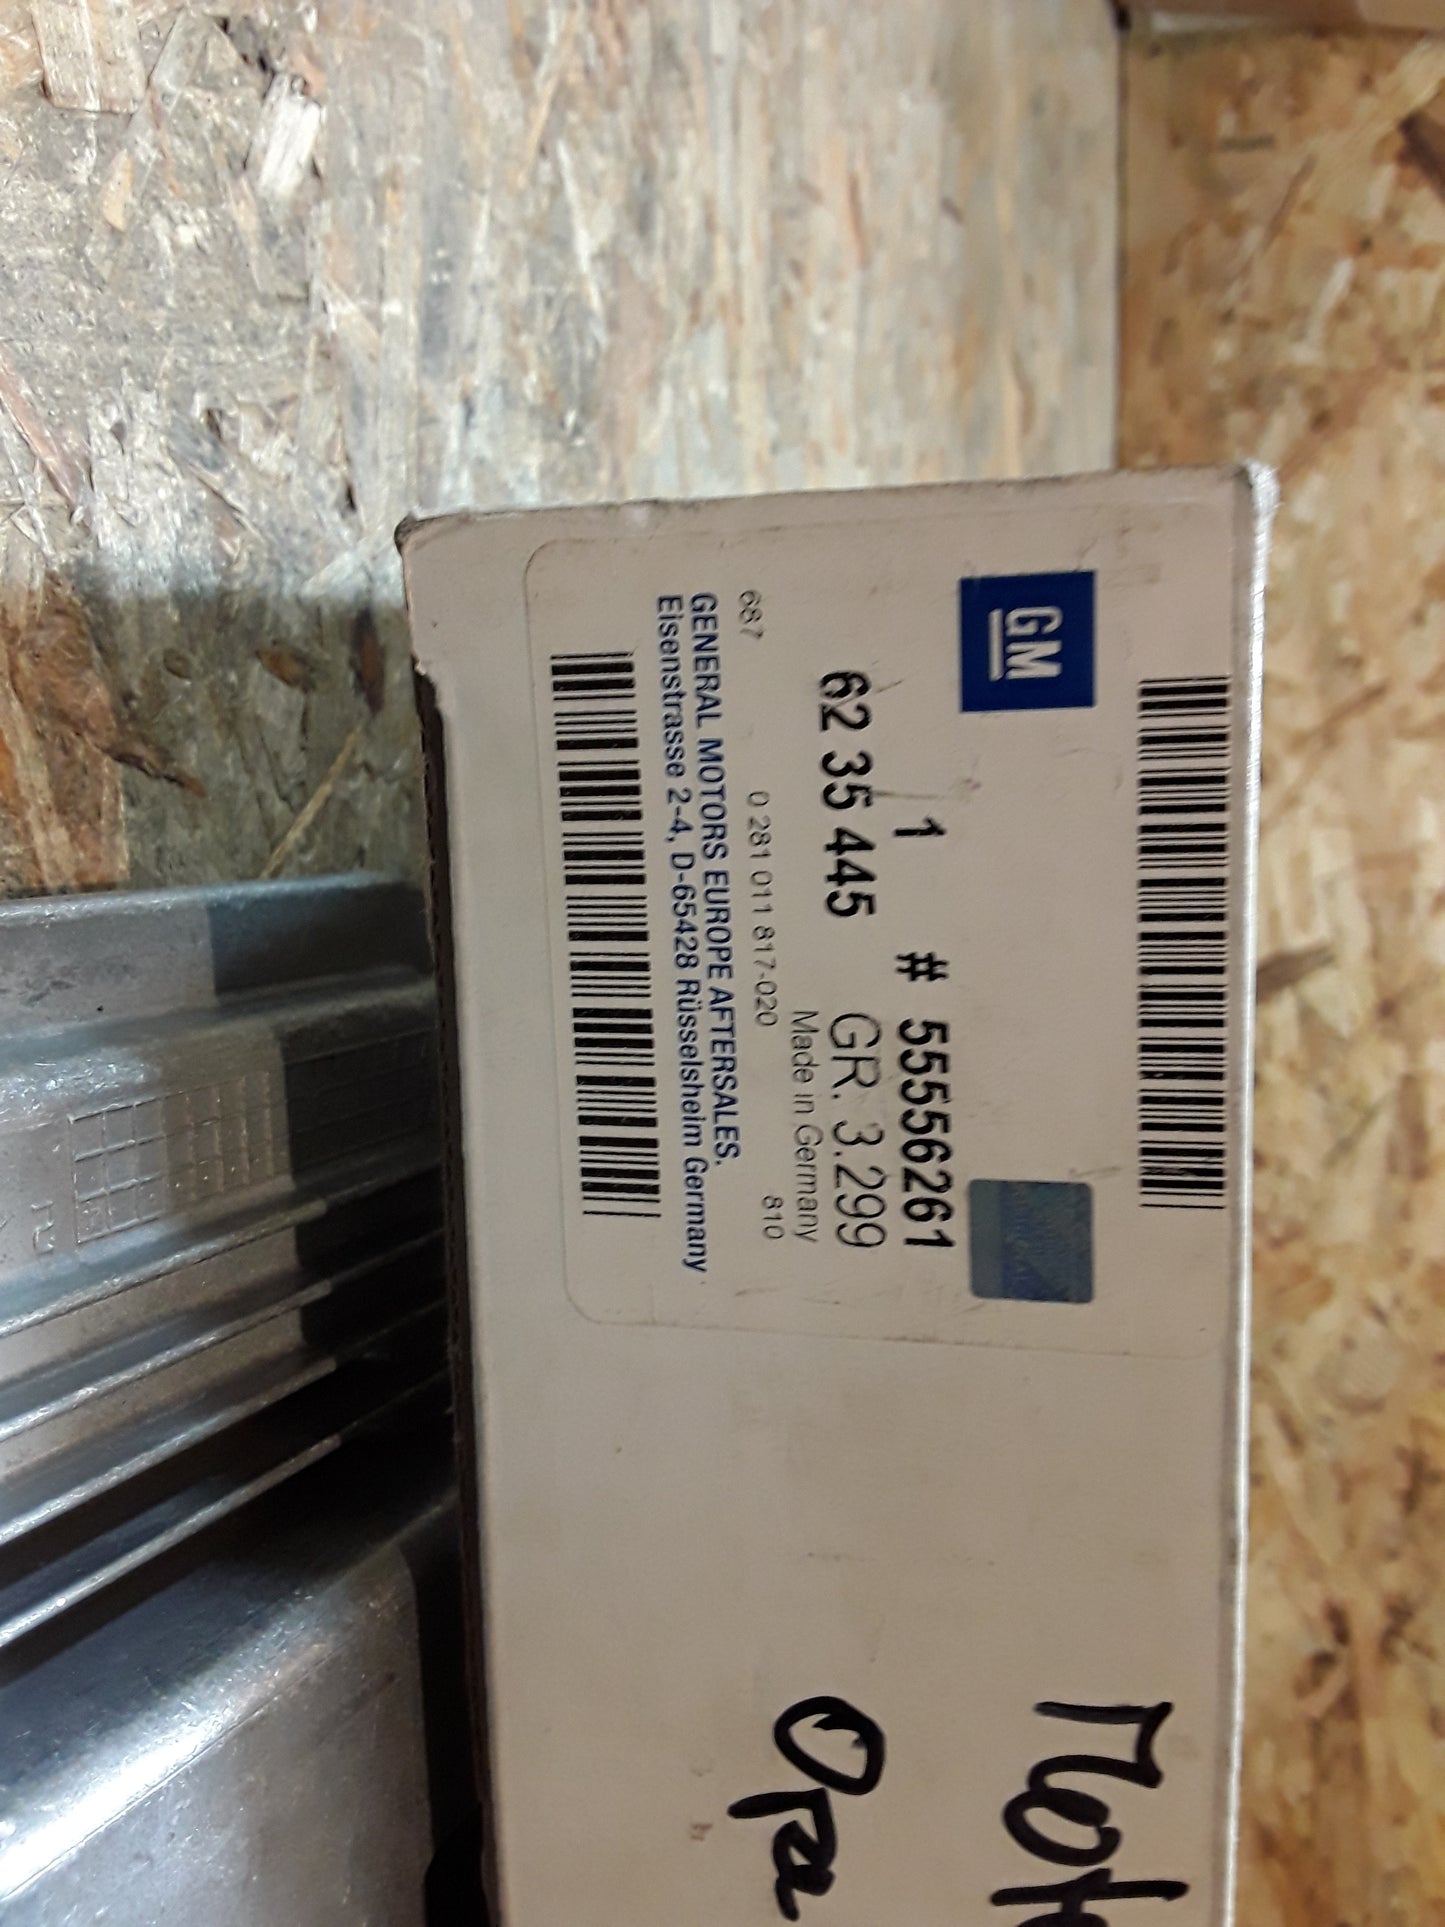 GM
1 # 55556261
62 35 445 GR. 3.299
Made in Germany
687 0 281 011 817-020 810
GENERAL MOTORS EUROPE AFTERSALES.
Eisenstrasse 2-4, D-65428 Rüsselsheim Germany